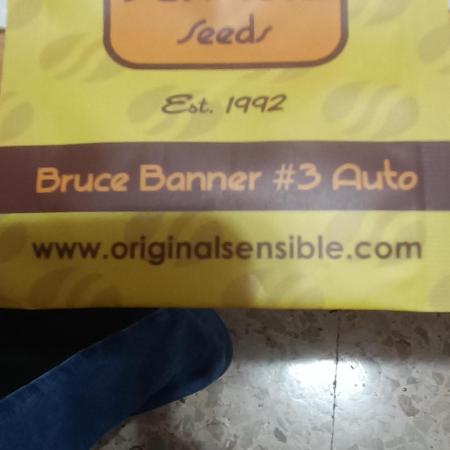 Seeds
Est. 1992
Bruce Banner #3 Auto
www.originalsensible.com